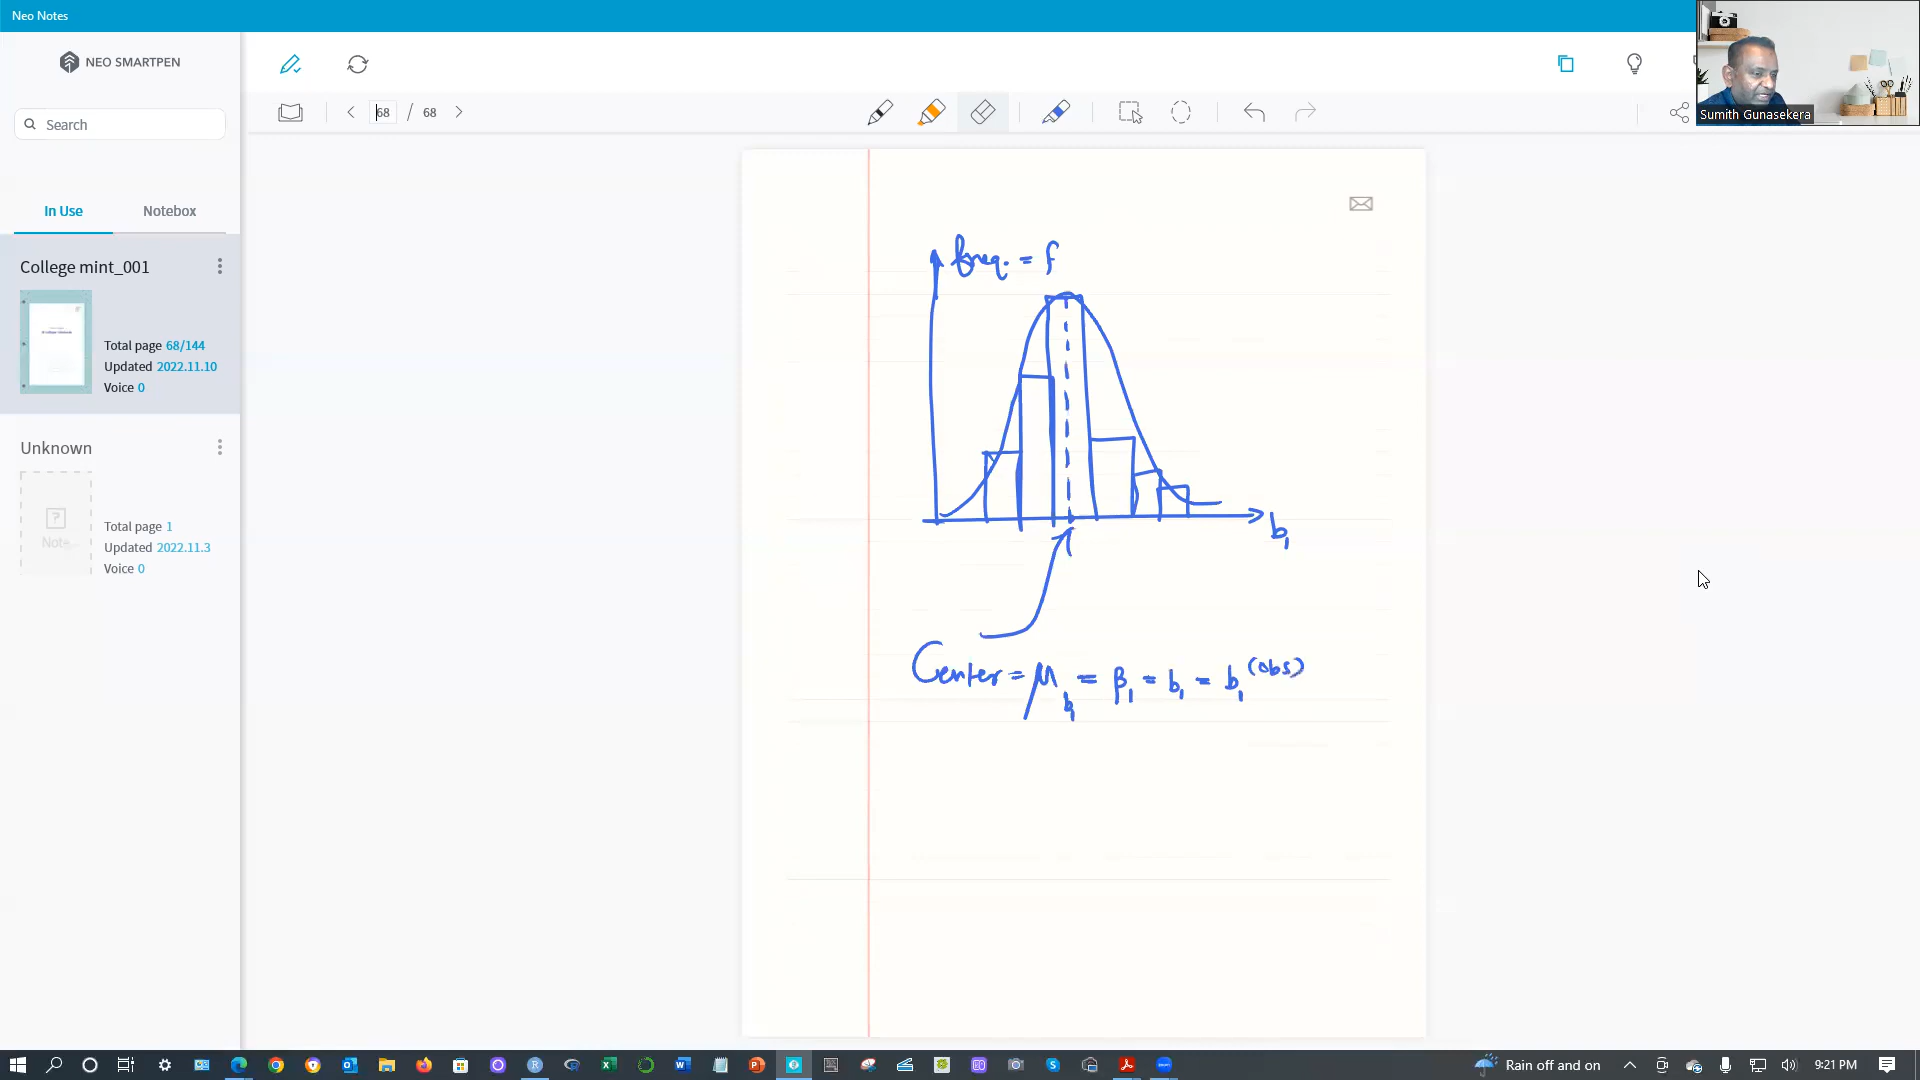 Neo Notes
NEO SMARTPEN
Search
In Use
Notebox
College mint_001
Total page 68/144
Updated 2022.11.10
Voice 0
Unknown
Note
Total page 1
Updated 2022.11.3
Voice 0
68 / 68
Sumith Gunasekera
freq. = f
b₁
Center = μ_b₁ = β₁ = b₁ = b₁^(obs)
Rain off and on
9:21 PM